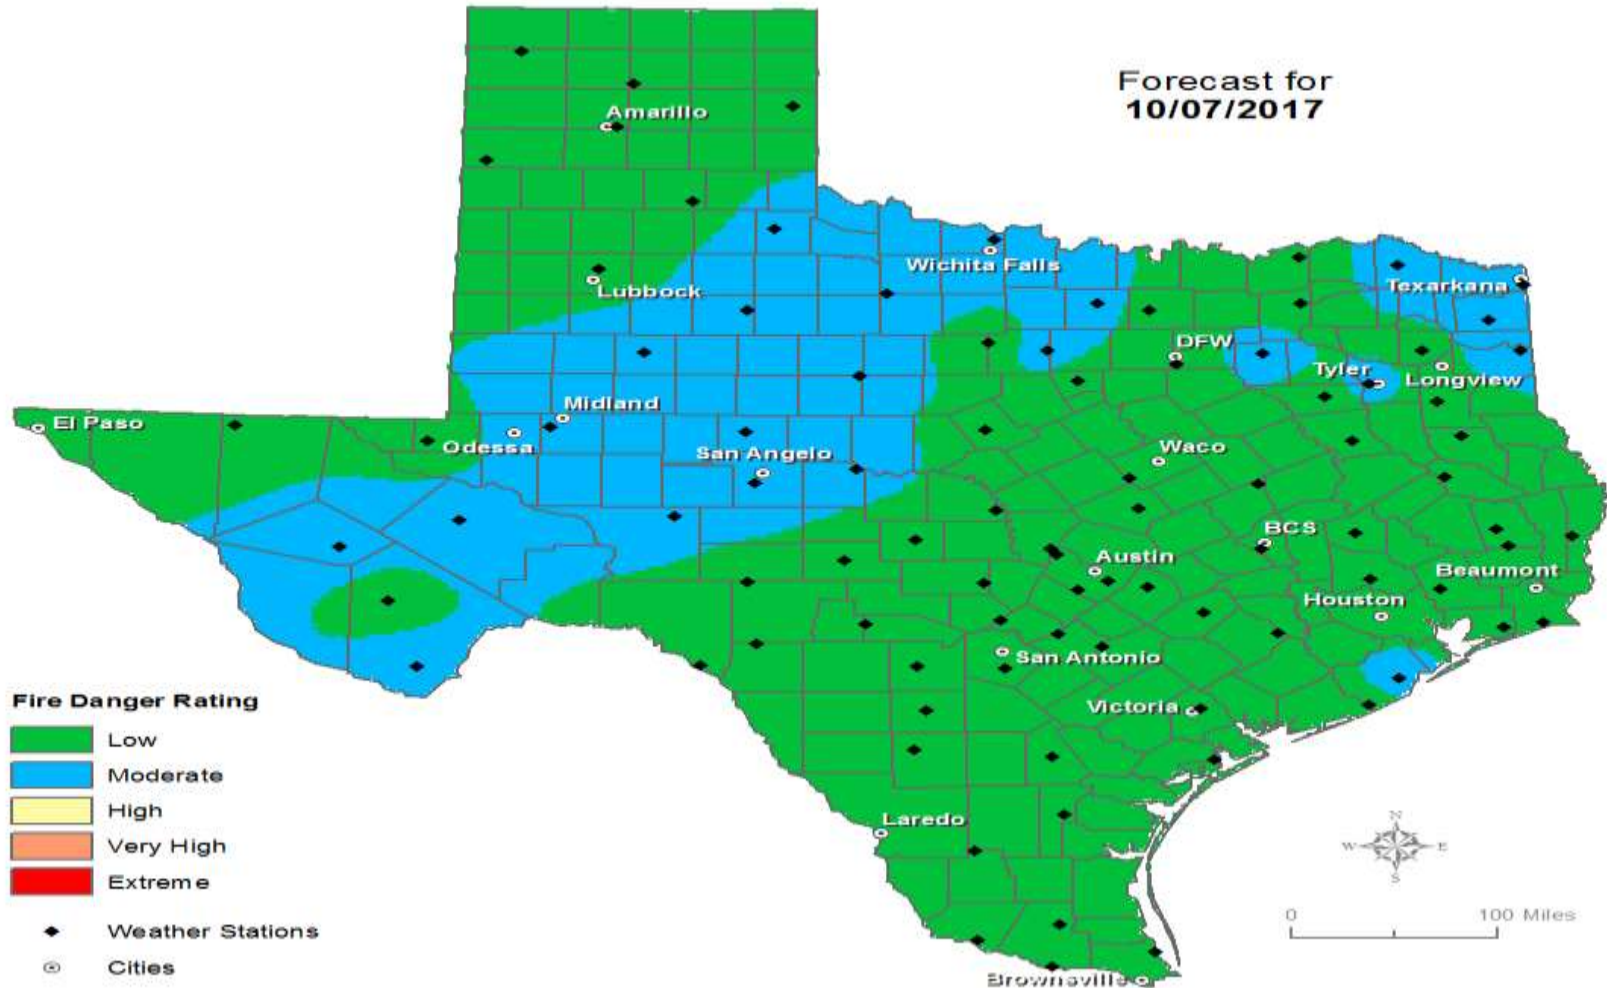 Forecast for
10/07/2017
Amarillo
Wichita Falls
Lubbock
Texarkana
DFW
Tyler
Longview
Midland
El Paso
Odessa
San Angelo
Waco
BCS
Austin
Beaumont
Houston
San Antonio
Victoria
Laredo
Brownsville
Fire Danger Rating
Low
Moderate
High
Very High
Extreme
Weather Stations
Cities
N
W E
S
0 100 Miles